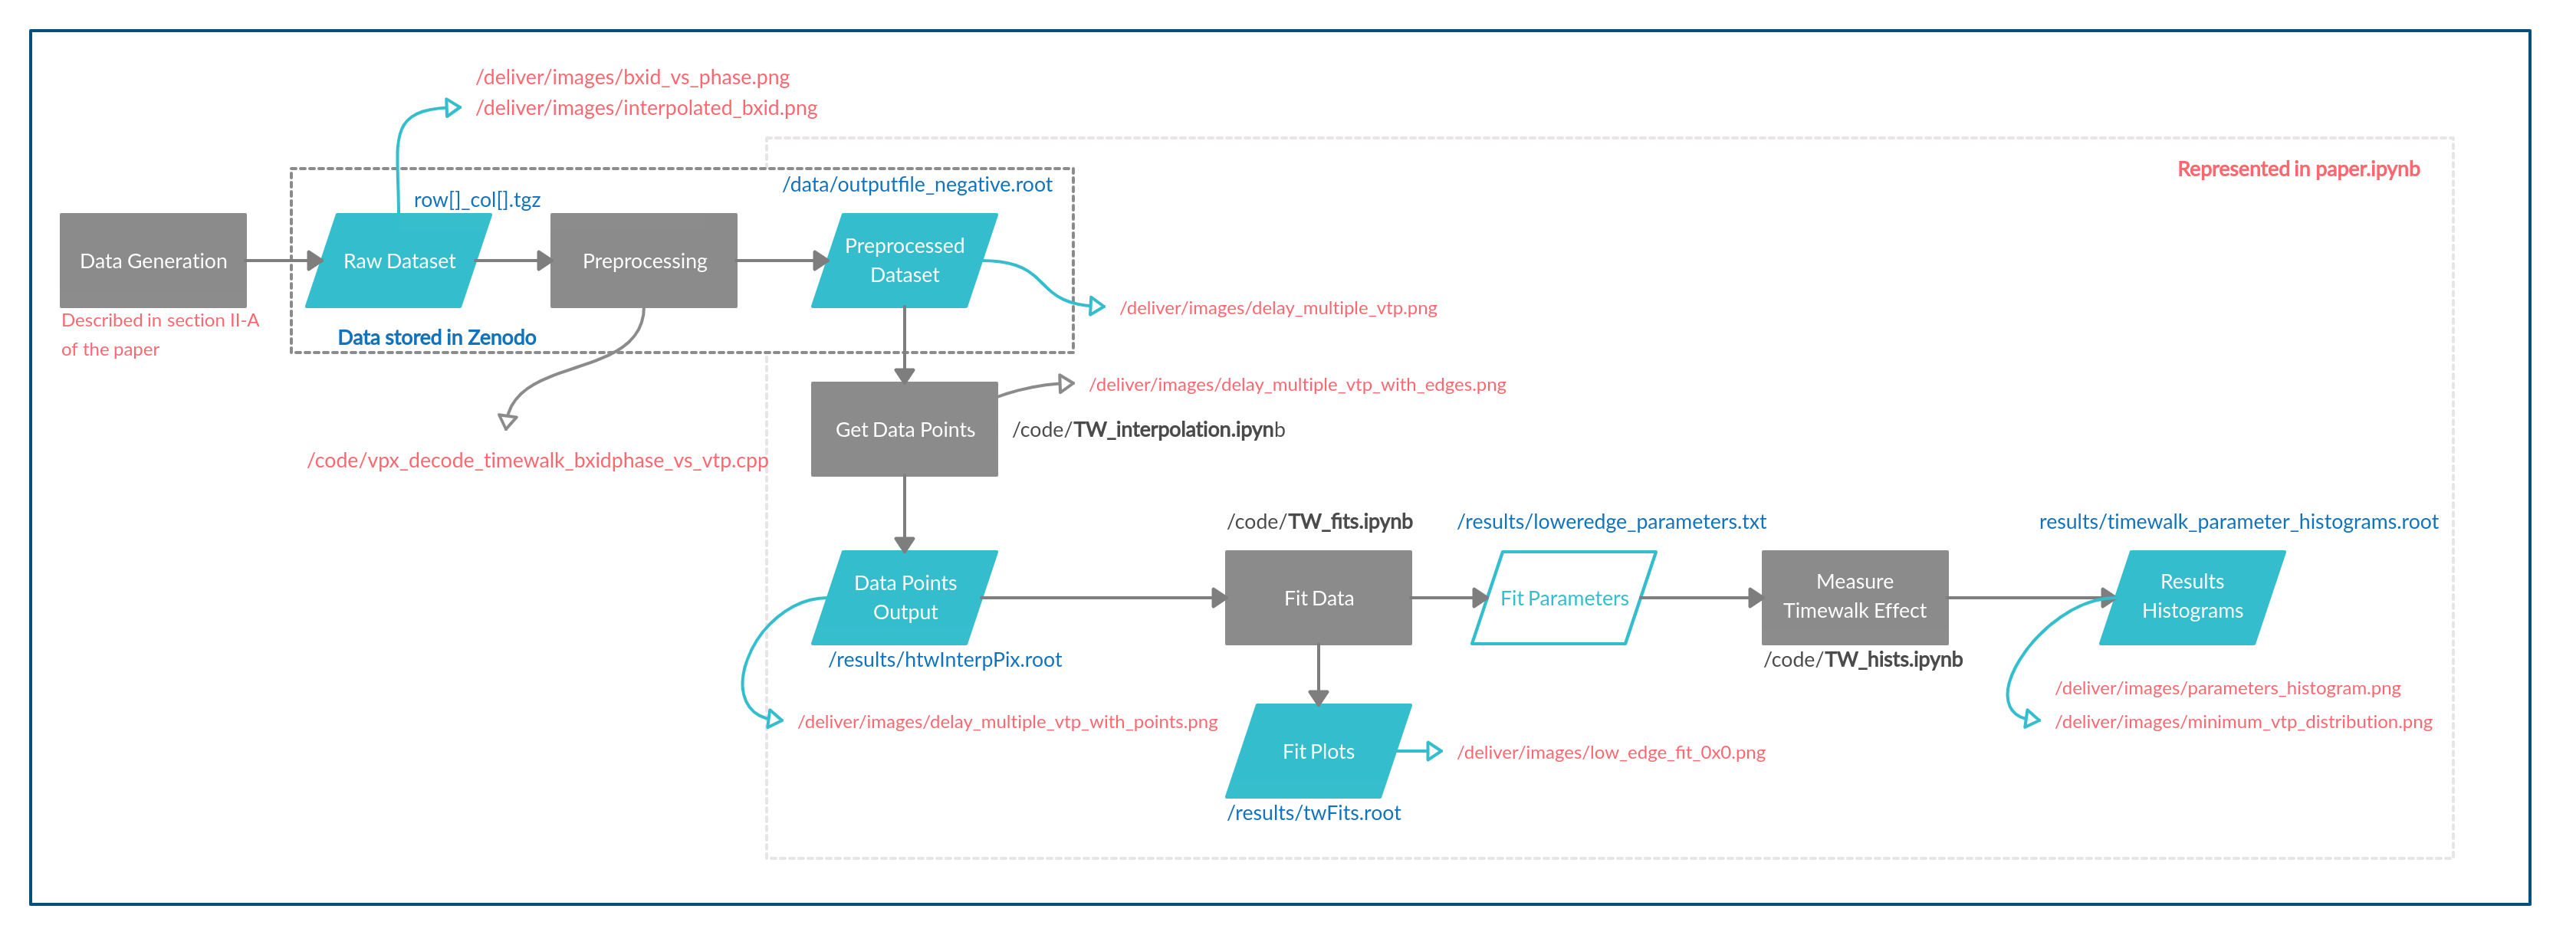 /deliver/images/bxid_vs_phase.png
/deliver/images/interpolated_bxid.png
Represented in paper.ipynb
row[]_col[].tgz
/data/outputfile_negative.root
Data Generation
Raw Dataset
Preprocessing
Preprocessed
Dataset
Described in section II-A
of the paper
Data stored in Zenodo
/deliver/images/delay_multiple_vtp.png
/deliver/images/delay_multiple_vtp_with_edges.png
Get Data Points
/code/TW_interpolation.ipynb
/code/vpx_decode_timewalk_bxidphase_vs_vtp.cpp
/code/TW_fits.ipynb
/results/loweredge_parameters.txt
results/timewalk_parameter_histograms.root
Data Points
Output
Fit Data
Fit Parameters
Measure
Timewalk Effect
Results
Histograms
/results/htwInterpPix.root
/code/TW_hists.ipynb
/deliver/images/parameters_histogram.png
/deliver/images/minimum_vtp_distribution.png
/deliver/images/delay_multiple_vtp_with_points.png
Fit Plots
/deliver/images/low_edge_fit_0x0.png
/results/twFits.root